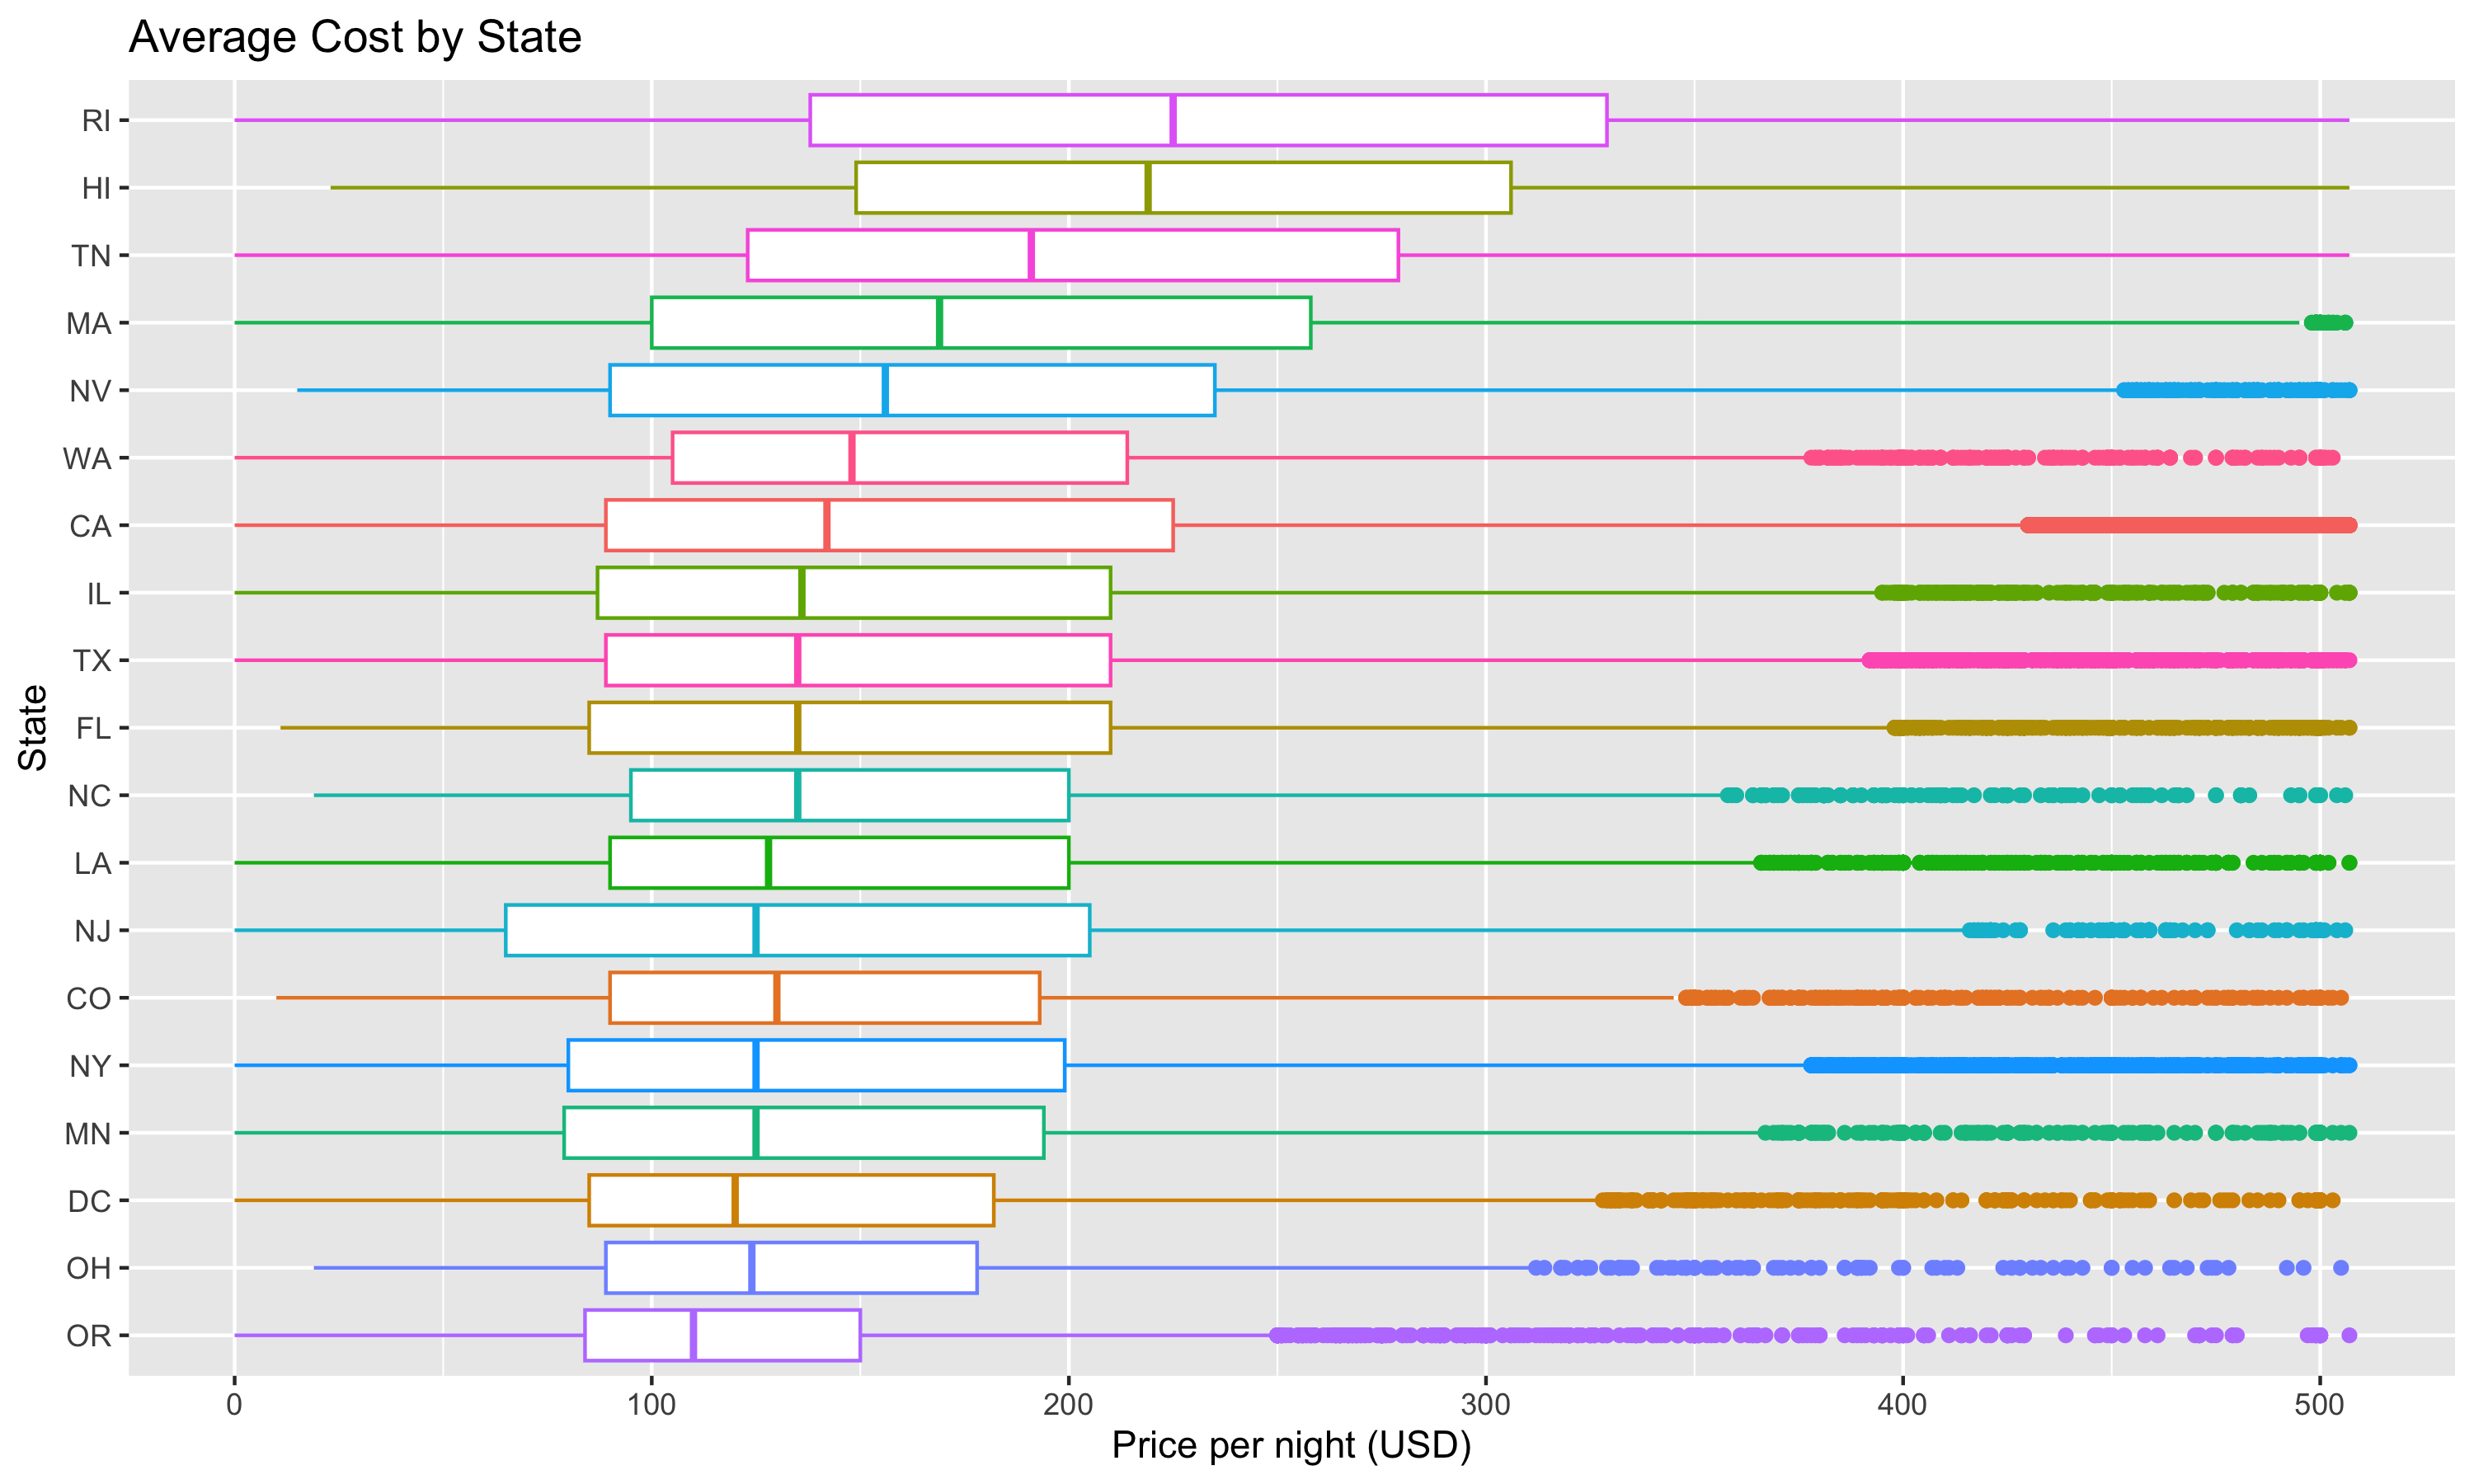 Average Cost by State
State
RI
HI
TN
MA
NV
WA
CA
IL
TX
FL
NC
LA
NJ
CO
NY
MN
DC
OH
OR
0 100 200 300 400 500
Price per night (USD)